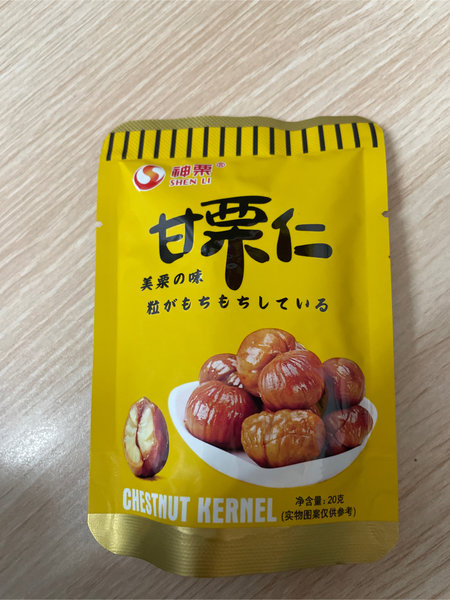 神栗®
SHEN LI
甘栗仁
美栗の味
粒がもちもちしている
CHESTNUT KERNEL
净含量:20克
(实物图案仅供参考)